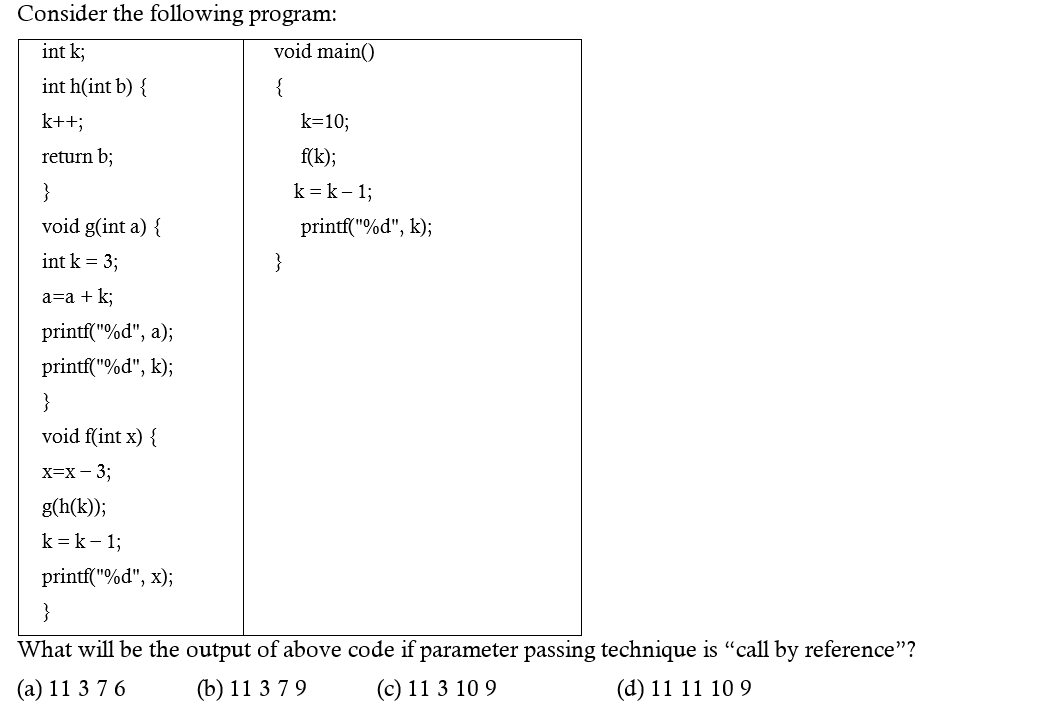 Consider the following program:
int k;
int h(int b) {
k++;
return b;
}
void g(int a) {
int k = 3;
a=a + k;
printf("%d", a);
printf("%d", k);
}
void f(int x) {
x=x – 3;
g(h(k));
k = k – 1;
printf("%d", x);
}
void main()
{
k=10;
f(k);
k = k – 1;
printf("%d", k);
}
What will be the output of above code if parameter passing technique is “call by reference”?
(a) 11 3 7 6 (b) 11 3 7 9 (c) 11 3 10 9 (d) 11 11 10 9